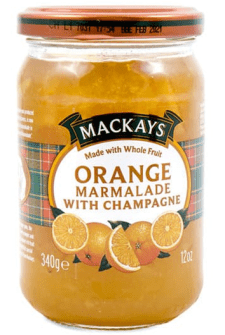 MACKAYS
Made with Whole Fruit
ORANGE
MARMALADE
WITH CHAMPAGNE
340g℮
12oz